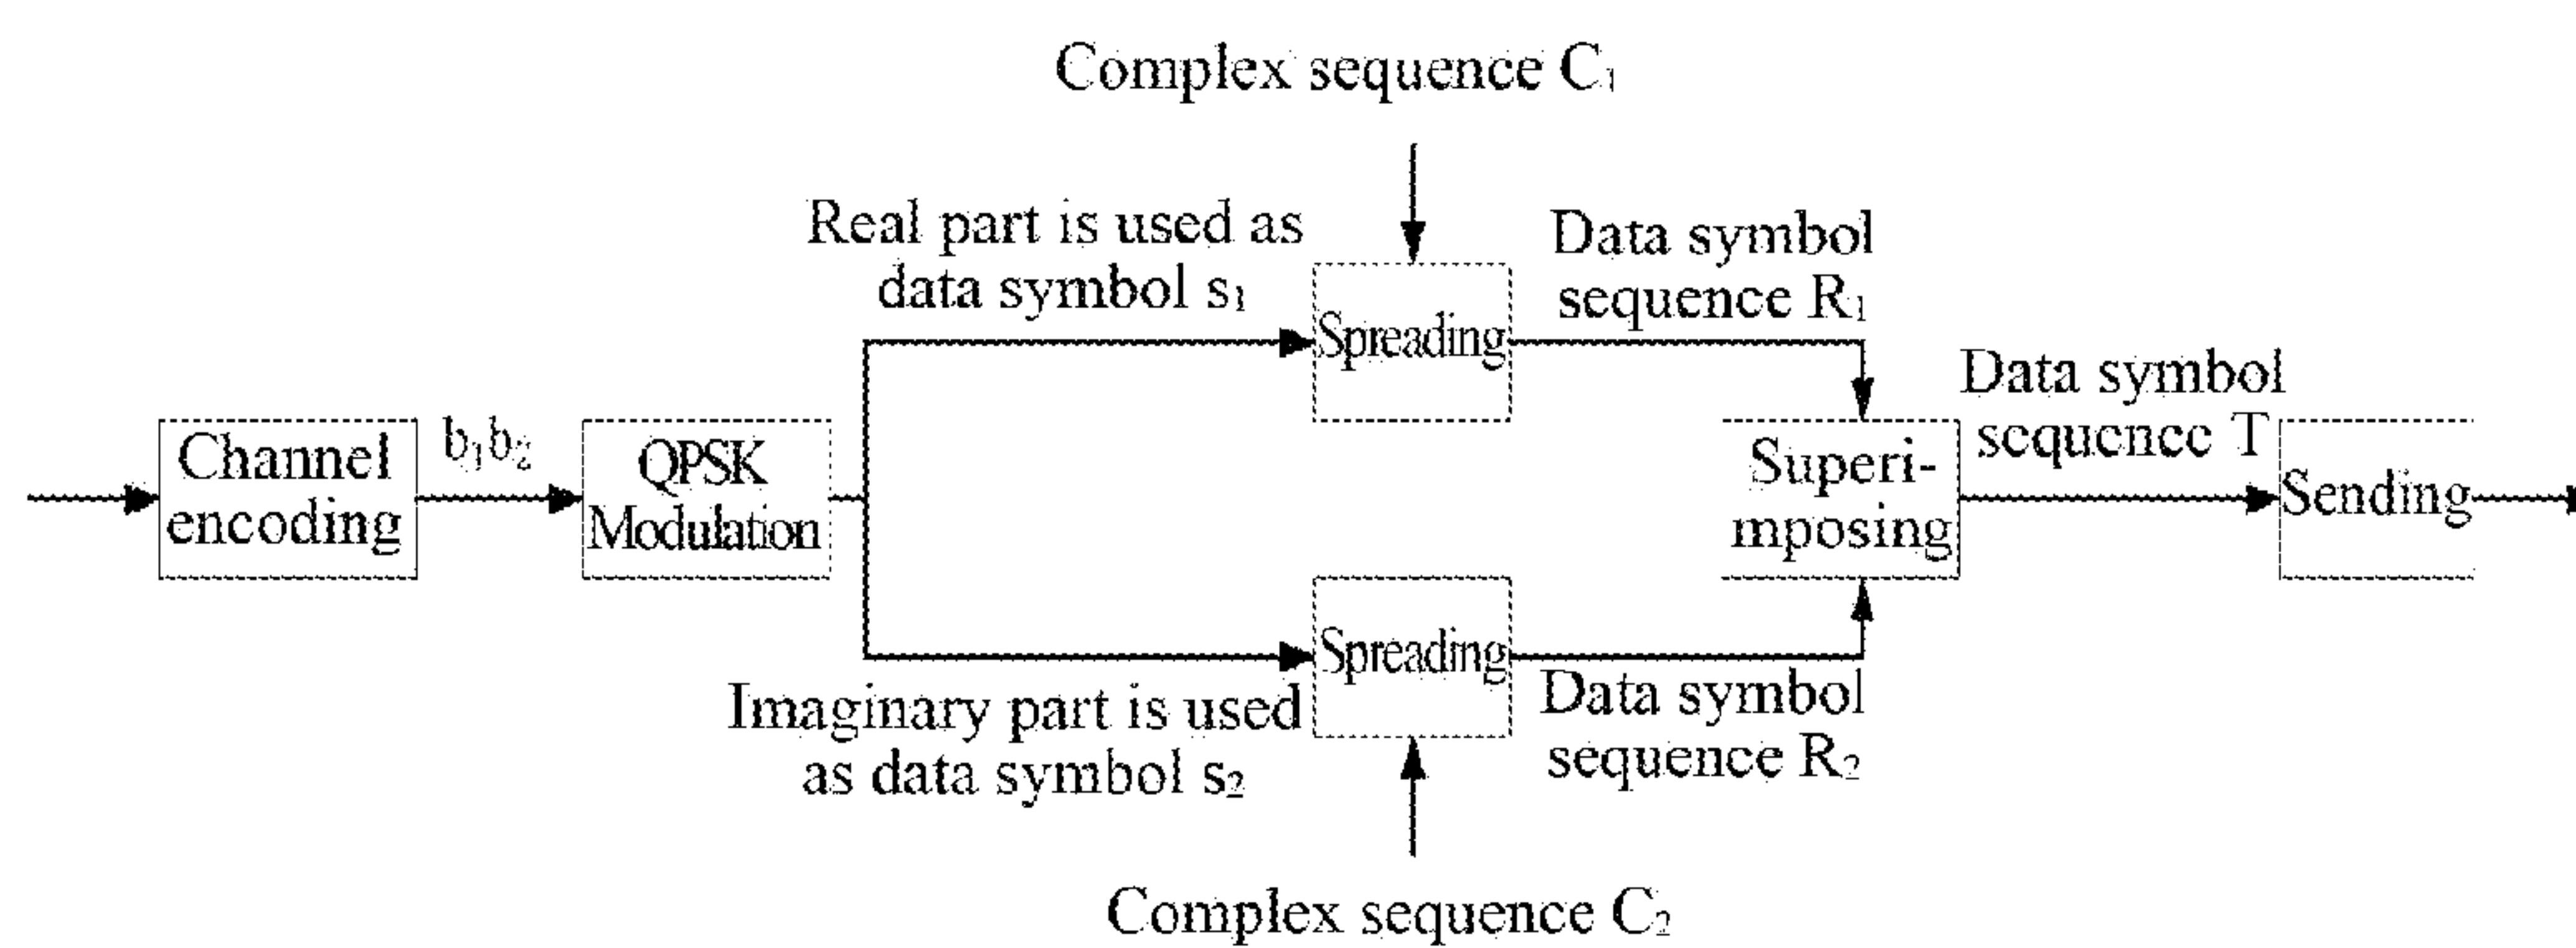 Complex sequence C₁
Real part is used as
data symbol s₁
Spreading
Data symbol
sequence R₁
Channel
encoding
b₁b₂
QPSK
Modulation
Superi-
mposing
Data symbol
sequence T
Sending
Imaginary part is used
as data symbol s₂
Spreading
Data symbol
sequence R₂
Complex sequence C₂